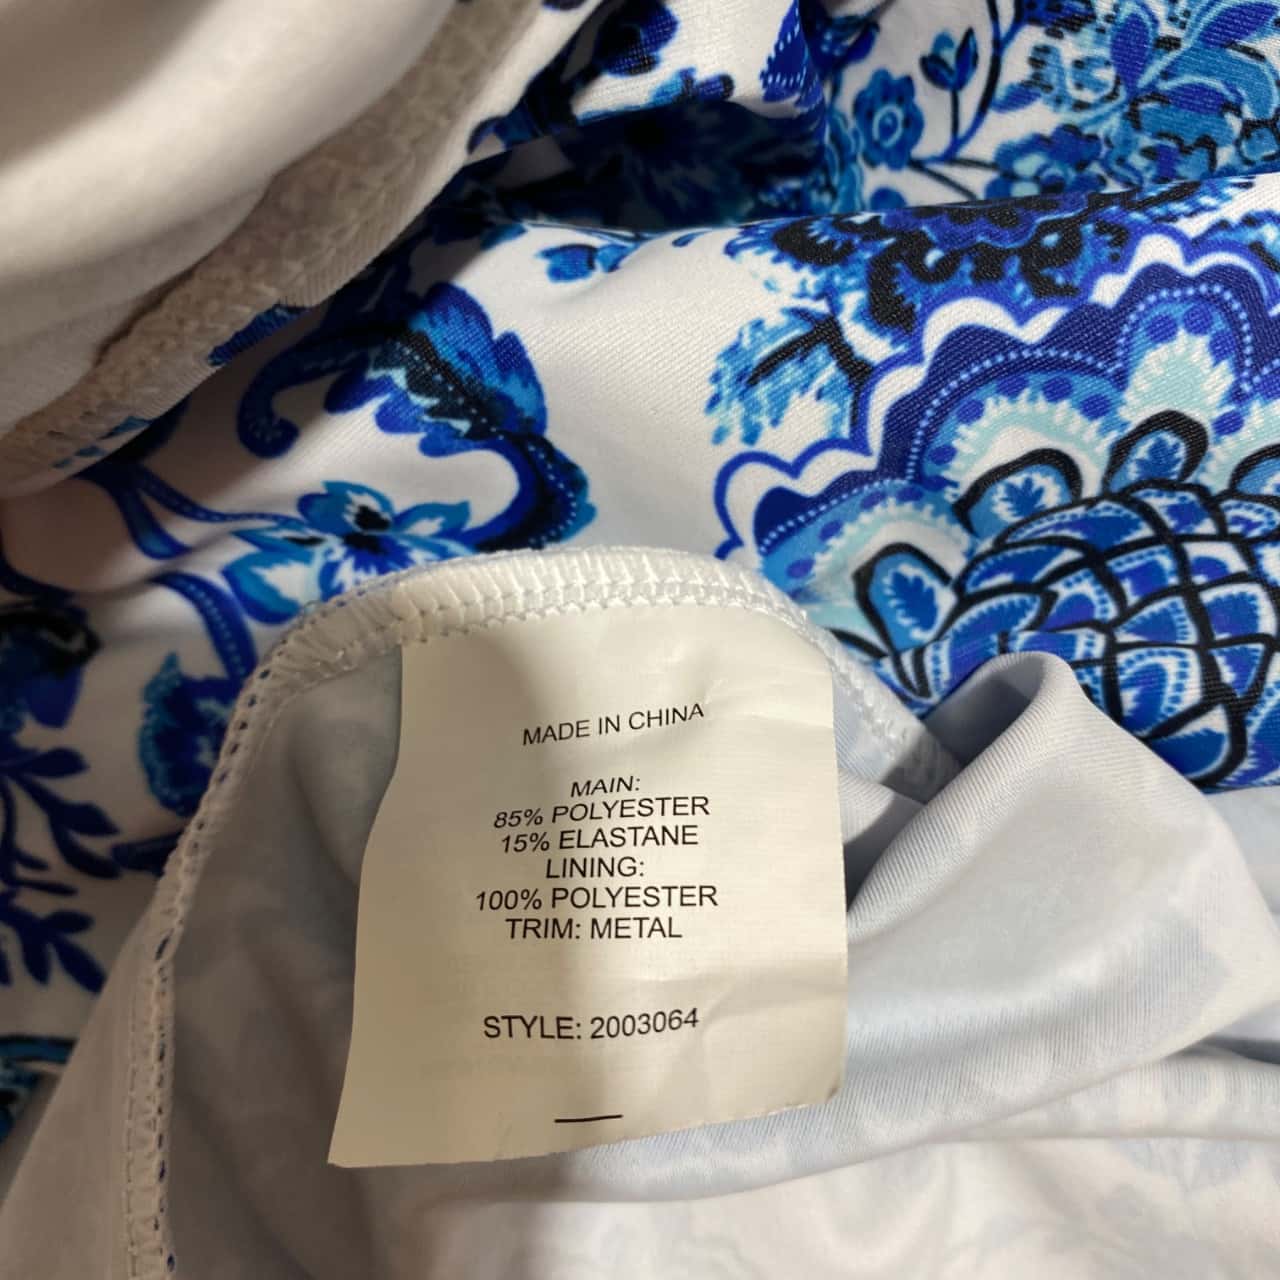 MADE IN CHINA
MAIN:
85% POLYESTER
15% ELASTANE
LINING:
100% POLYESTER
TRIM: METAL
STYLE: 2003064